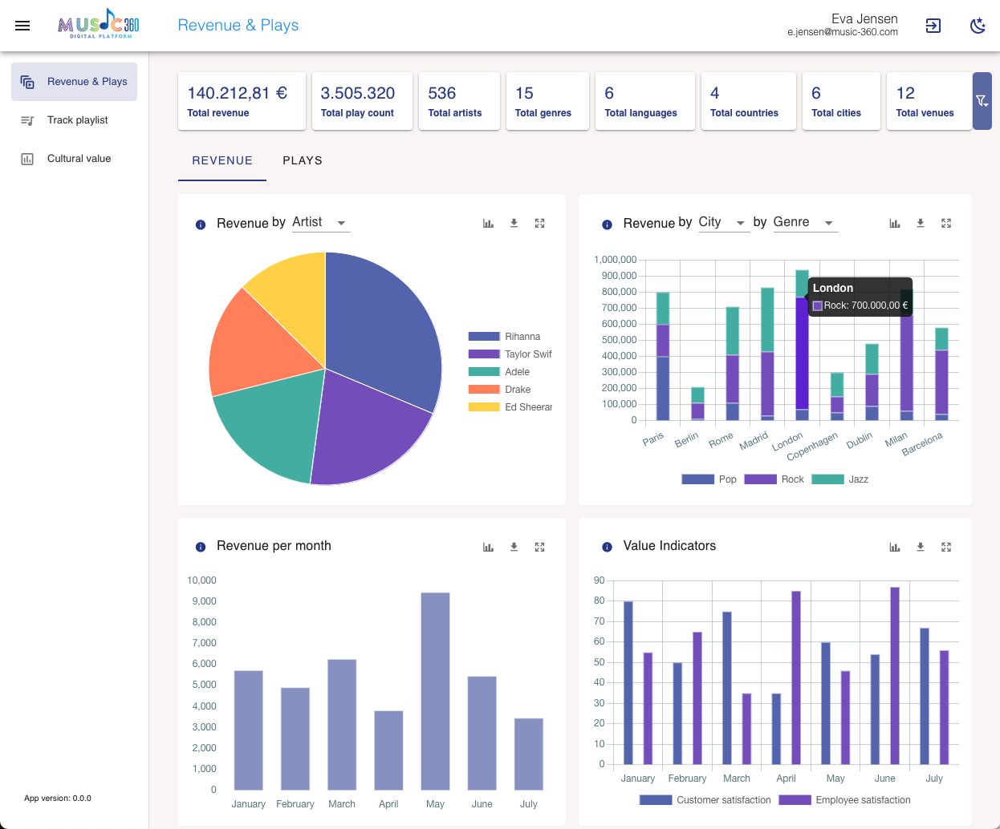 MUSIC360
DIGITAL PLATFORM
Revenue & Plays
Eva Jensen
e.jensen@music-360.com
Revenue & Plays
Track playlist
Cultural value
App version: 0.0.0
140.212,81 €
Total revenue
3.505.320
Total play count
536
Total artists
15
Total genres
6
Total languages
4
Total countries
6
Total cities
12
Total venues
REVENUE
PLAYS
Revenue by Artist
Rihanna
Taylor Swif
Adele
Drake
Ed Sheerar
Revenue by City by Genre
1,000,000
900,000
800,000
700,000
600,000
500,000
400,000
300,000
200,000
100,000
0
London
Rock: 700.000,00 €
Paris
Berlin
Rome
Madrid
London
Copenhagen
Dublin
Milan
Barcelona
Pop Rock Jazz
Revenue per month
10,000
9,000
8,000
7,000
6,000
5,000
4,000
3,000
2,000
1,000
0
January February March April May June July
Value Indicators
90
80
70
60
50
40
30
20
10
0
January February March April May June July
Customer satisfaction Employee satisfaction